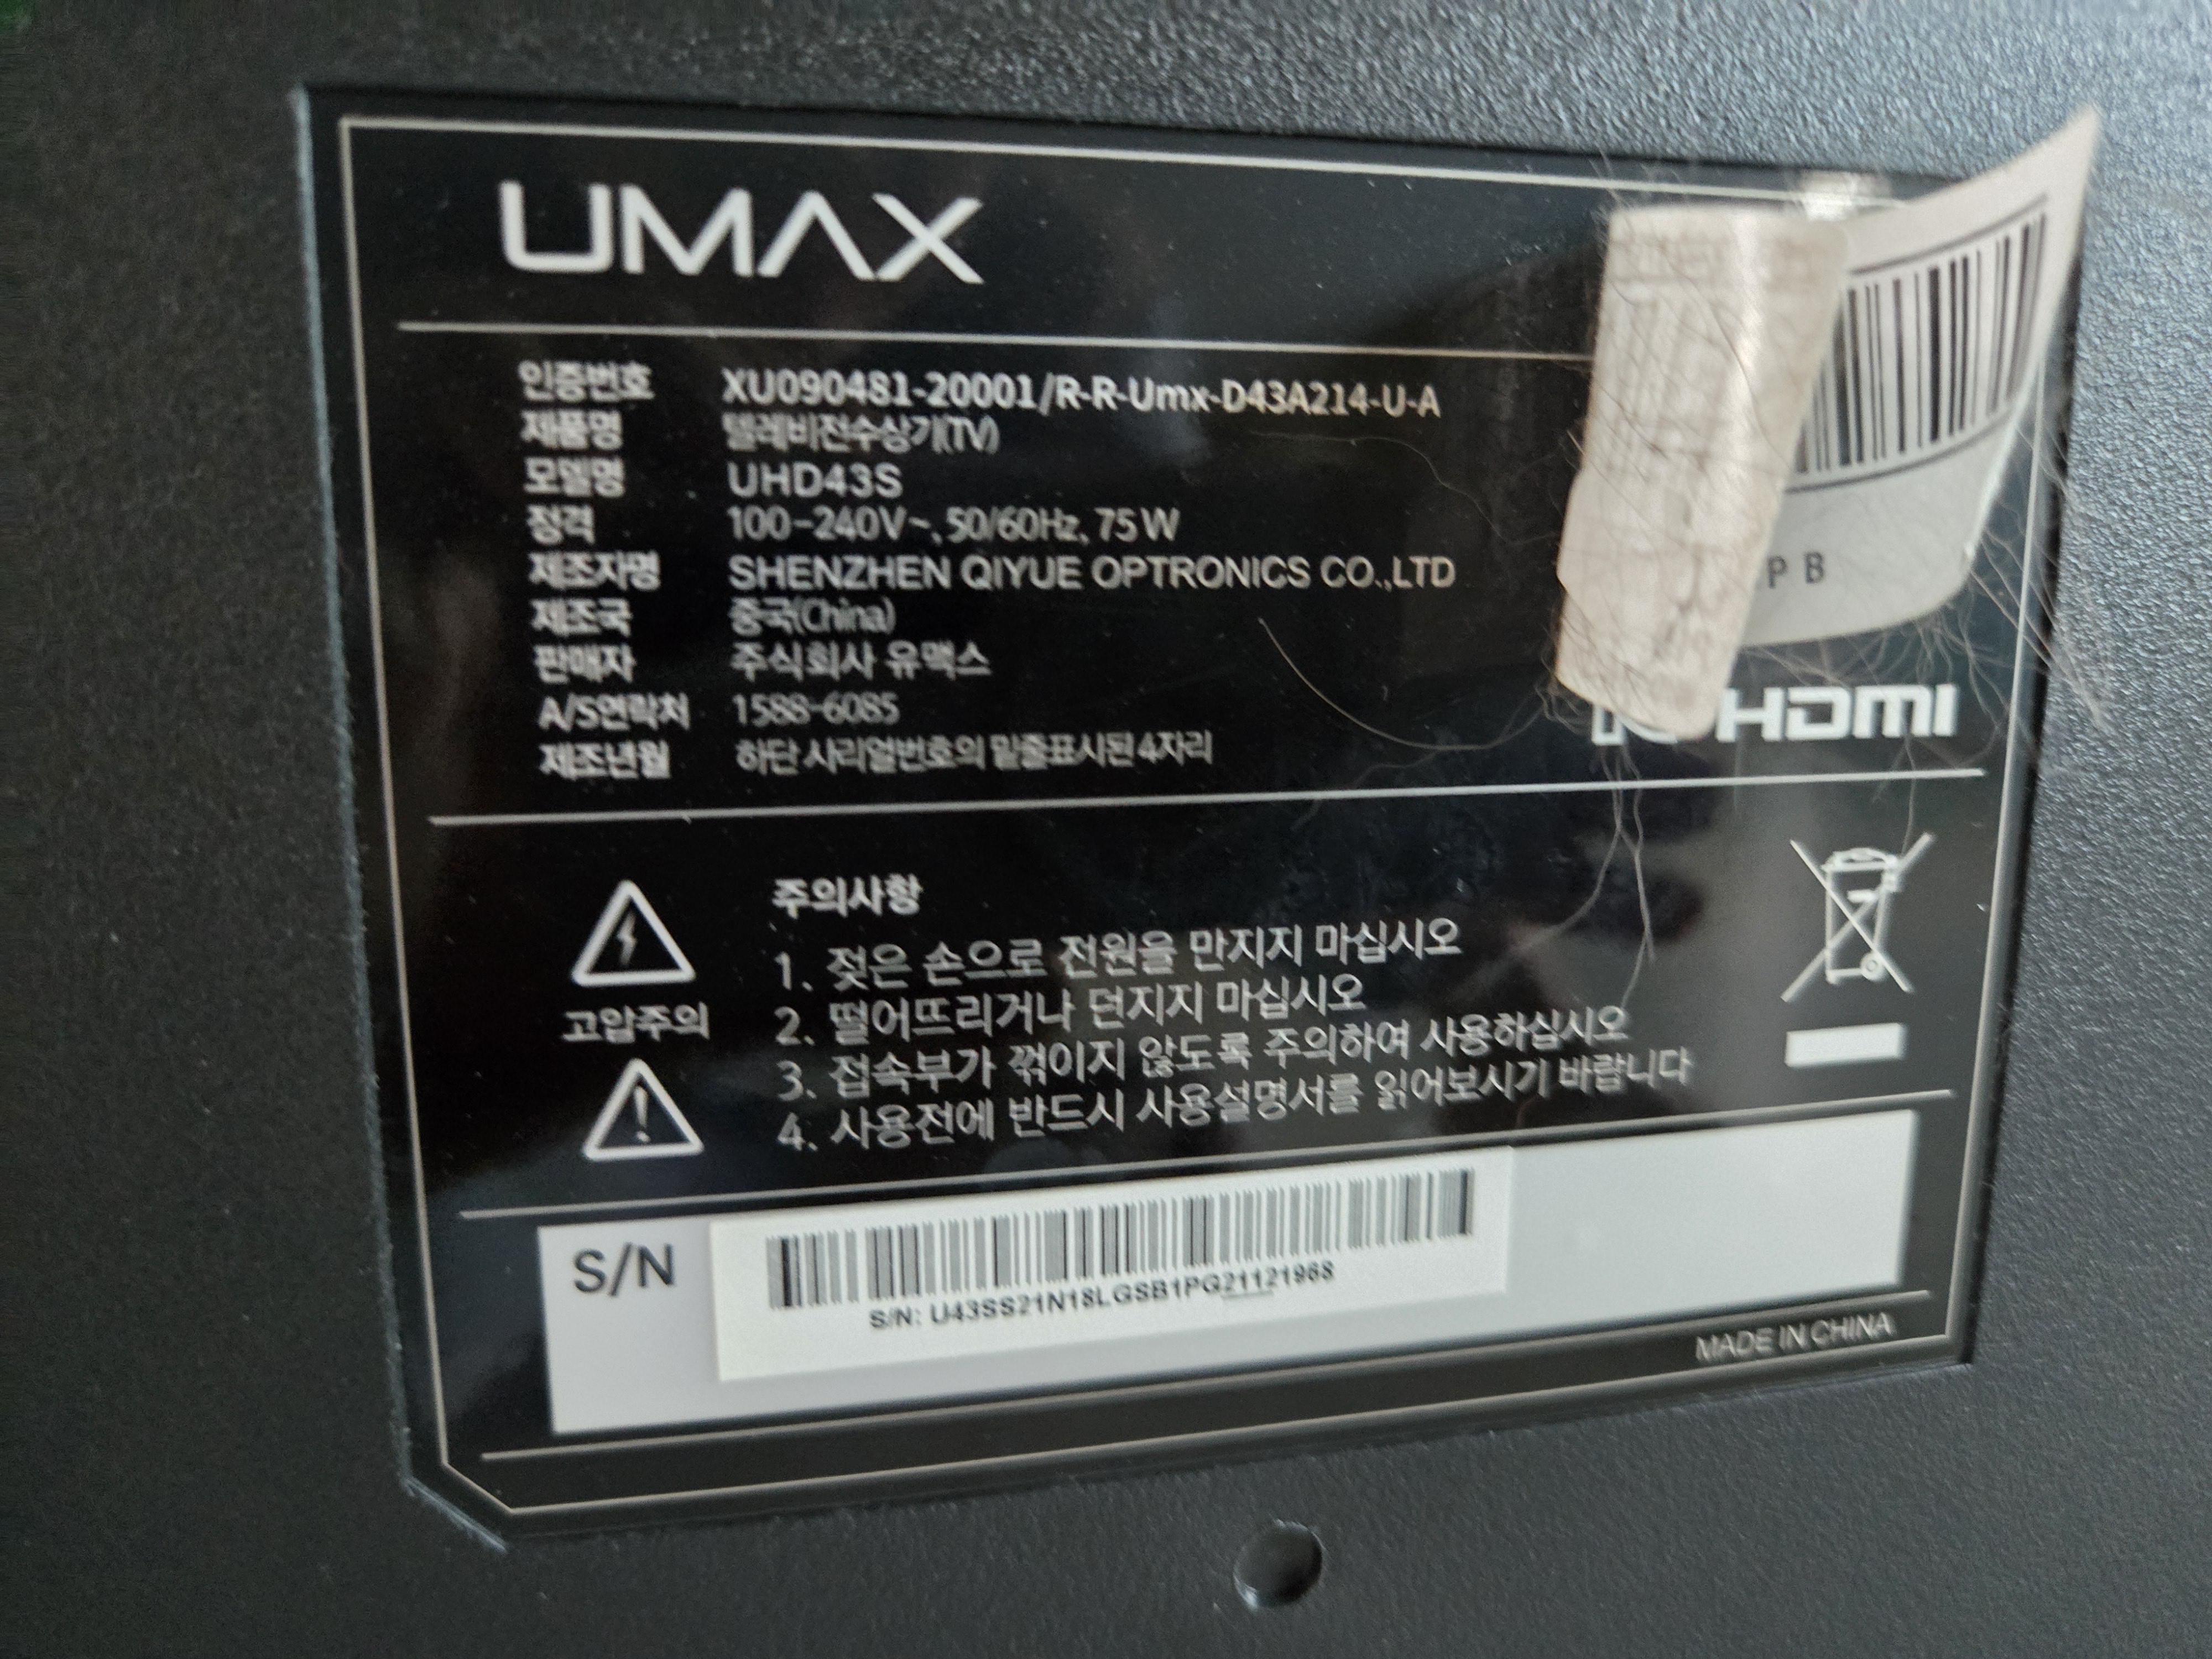 UMAX
인증번호 XU090481-20001/R-R-Umx-D43A214-U-A
제품명 텔레비전수상기(TV)
모델명 UHD43S
정격 100-240V~, 50/60Hz, 75W
제조자명 SHENZHEN QIYUE OPTRONICS CO.,LTD
제조국 중국(China)
판매자 주식회사 유맥스
A/S연락처 1588-6085
제조년월 하단 시리얼번호의 밑줄표시된 4자리
P B
HDMI
주의사항
1. 젖은 손으로 전원을 만지지 마십시오
2. 떨어뜨리거나 던지지 마십시오
3. 접속부가 꺾이지 않도록 주의하여 사용하십시오
4. 사용전에 반드시 사용설명서를 읽어보시기 바랍니다
고압주의
S/N
S/N: U43SS21N18LGSB1PG21121968
MADE IN CHINA